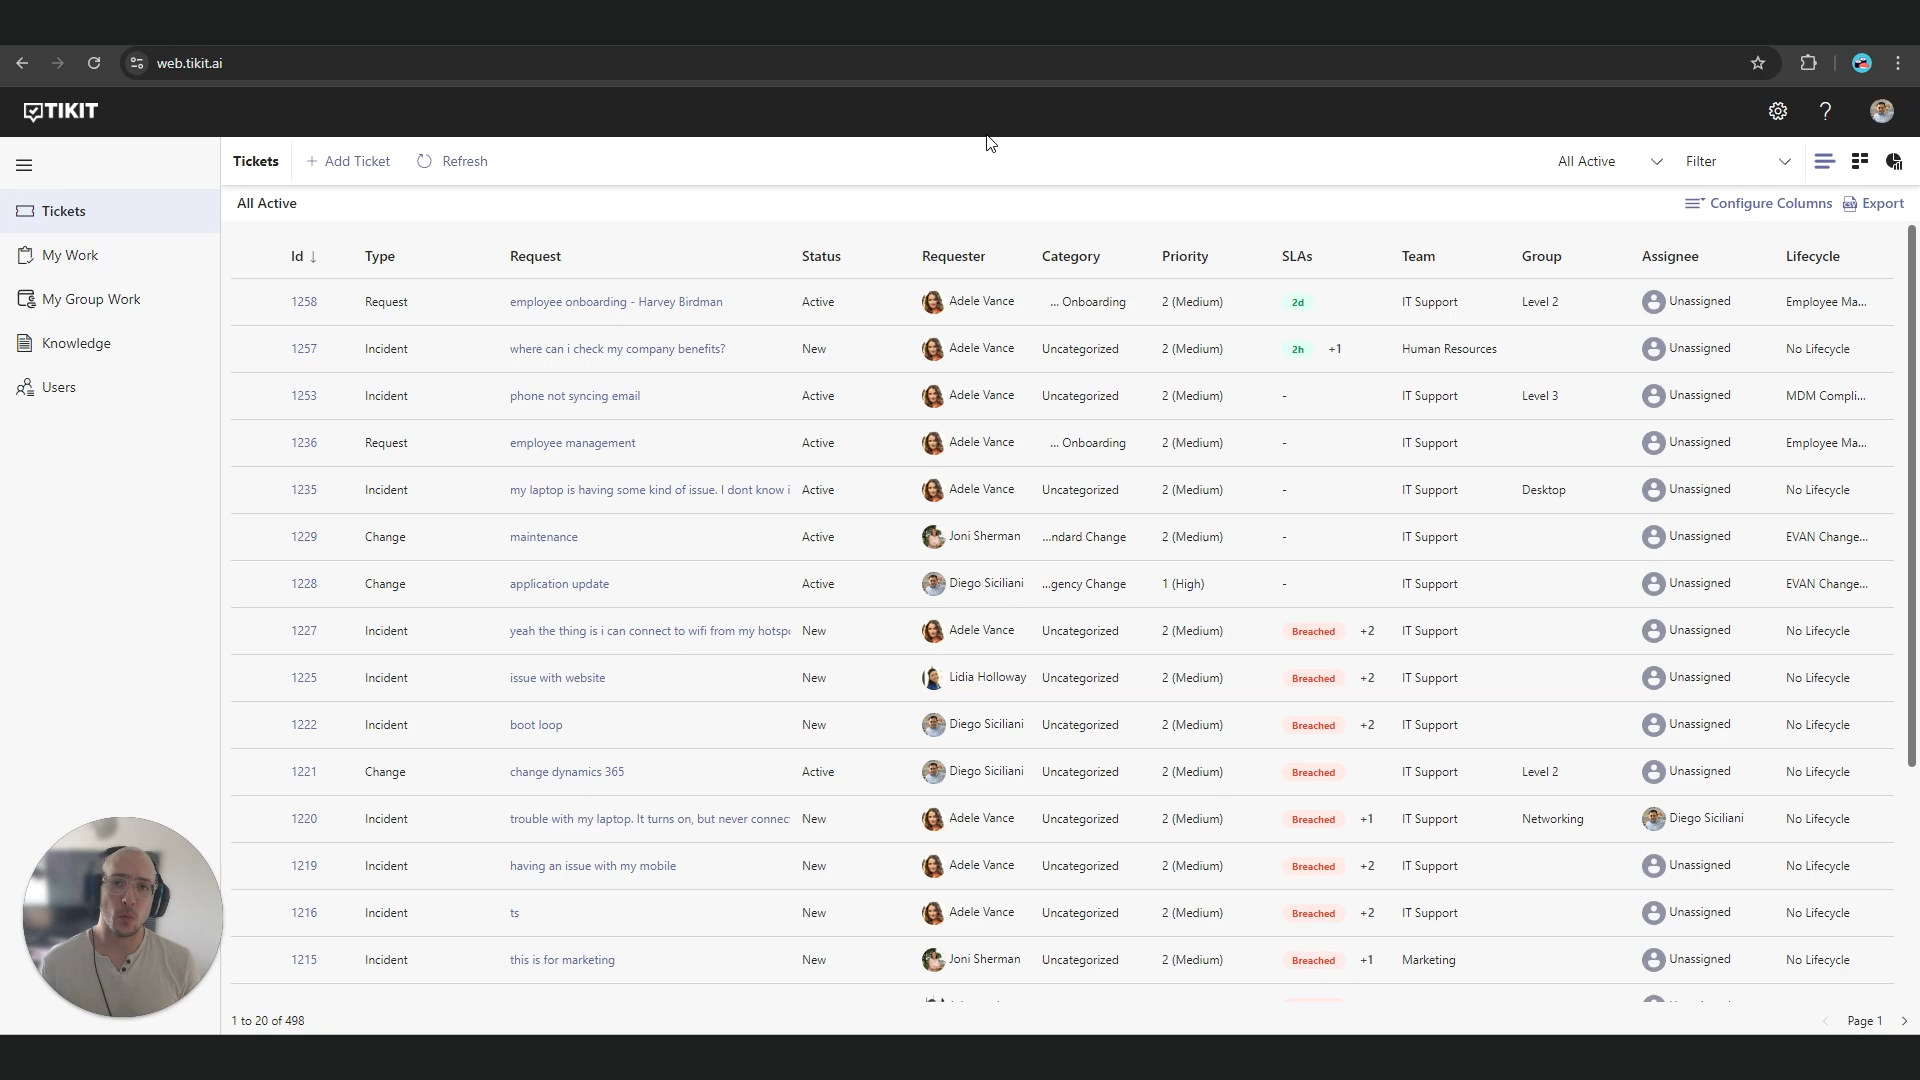 web.tikit.ai
TIKIT
Tickets
+ Add Ticket
Refresh
All Active
Filter
Tickets
My Work
My Group Work
Knowledge
Users
All Active
Configure Columns
Export
Id ↓ Type Request Status Requester Category Priority SLAs Team Group Assignee Lifecycle
1258 Request employee onboarding - Harvey Birdman Active Adele Vance ... Onboarding 2 (Medium) 2d IT Support Level 2 Unassigned Employee Ma...
1257 Incident where can i check my company benefits? New Adele Vance Uncategorized 2 (Medium) 2h +1 Human Resources Unassigned No Lifecycle
1253 Incident phone not syncing email Active Adele Vance Uncategorized 2 (Medium) - IT Support Level 3 Unassigned MDM Compli...
1236 Request employee management Active Adele Vance ... Onboarding 2 (Medium) - IT Support Unassigned Employee Ma...
1235 Incident my laptop is having some kind of issue. I dont know i Active Adele Vance Uncategorized 2 (Medium) - IT Support Desktop Unassigned No Lifecycle
1229 Change maintenance Active Joni Sherman ...ndard Change 2 (Medium) - IT Support Unassigned EVAN Change...
1228 Change application update Active Diego Siciliani ...gency Change 1 (High) - IT Support Unassigned EVAN Change...
1227 Incident yeah the thing is i can connect to wifi from my hotsp New Adele Vance Uncategorized 2 (Medium) Breached +2 IT Support Unassigned No Lifecycle
1225 Incident issue with website New Lidia Holloway Uncategorized 2 (Medium) Breached +2 IT Support Unassigned No Lifecycle
1222 Incident boot loop New Diego Siciliani Uncategorized 2 (Medium) Breached +2 IT Support Unassigned No Lifecycle
1221 Change change dynamics 365 Active Diego Siciliani Uncategorized 2 (Medium) Breached IT Support Level 2 Unassigned No Lifecycle
1220 Incident trouble with my laptop. It turns on, but never connec New Adele Vance Uncategorized 2 (Medium) Breached +1 IT Support Networking Diego Siciliani No Lifecycle
1219 Incident having an issue with my mobile New Adele Vance Uncategorized 2 (Medium) Breached +2 IT Support Unassigned No Lifecycle
1216 Incident ts New Adele Vance Uncategorized 2 (Medium) Breached +2 IT Support Unassigned No Lifecycle
1215 Incident this is for marketing New Joni Sherman Uncategorized 2 (Medium) Breached +1 Marketing Unassigned No Lifecycle
1 to 20 of 498
Page 1